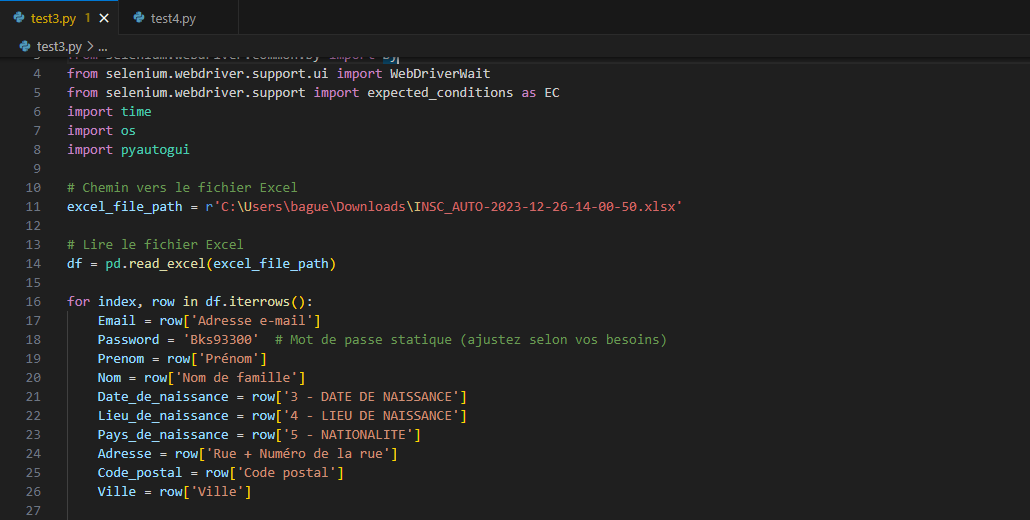 test3.py 1 × test4.py
test3.py > ...
4 from selenium.webdriver.support.ui import WebDriverWait
5 from selenium.webdriver.support import expected_conditions as EC
6 import time
7 import os
8 import pyautogui
9
10 # Chemin vers le fichier Excel
11 excel_file_path = r'C:\Users\bague\Downloads\INSC_AUTO-2023-12-26-14-00-50.xlsx'
12
13 # Lire le fichier Excel
14 df = pd.read_excel(excel_file_path)
15
16 for index, row in df.iterrows():
17 Email = row['Adresse e-mail']
18 Password = 'Bks93300' # Mot de passe statique (ajustez selon vos besoins)
19 Prenom = row['Prénom']
20 Nom = row['Nom de famille']
21 Date_de_naissance = row['3 - DATE DE NAISSANCE']
22 Lieu_de_naissance = row['4 - LIEU DE NAISSANCE']
23 Pays_de_naissance = row['5 - NATIONALITE']
24 Adresse = row['Rue + Numéro de la rue']
25 Code_postal = row['Code postal']
26 Ville = row['Ville']
27